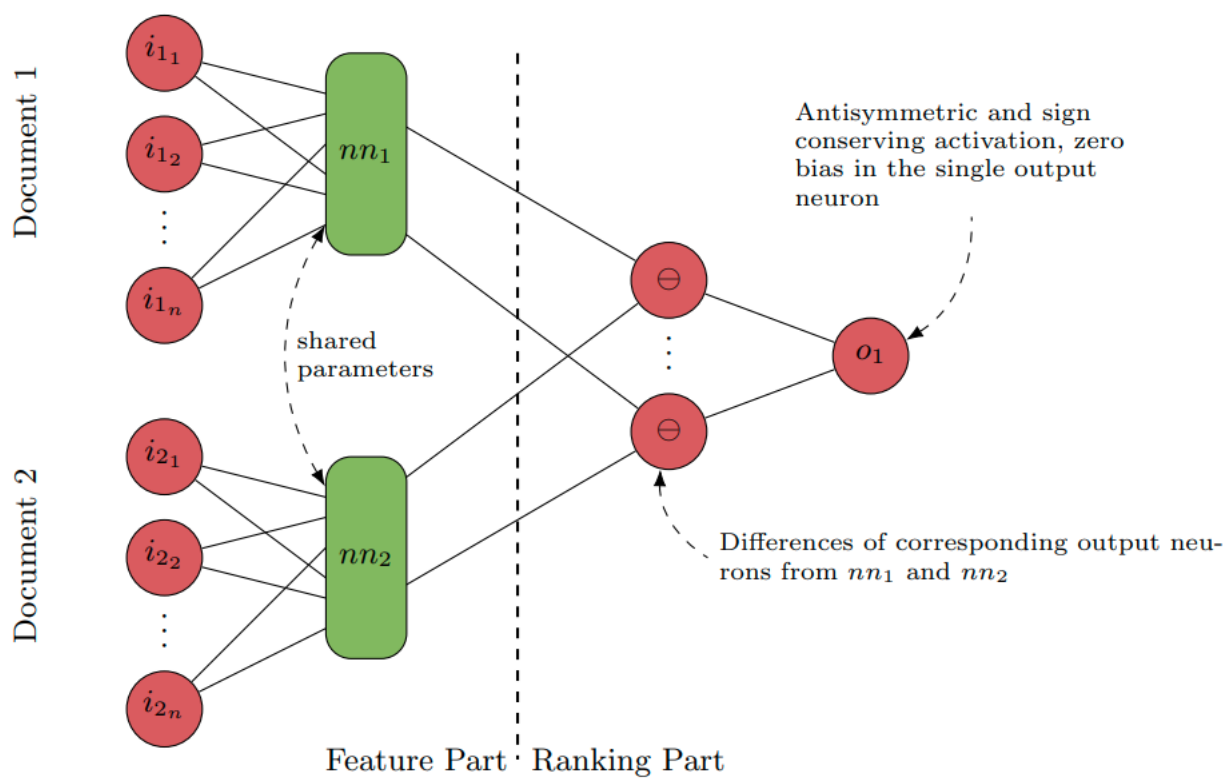 Document 1
i1₁
i1₂
⋮
i1ₙ
nn₁
Antisymmetric and sign
conserving activation, zero
bias in the single output
neuron
⊖
⋮
⊖
o₁
shared
parameters
Document 2
i2₁
i2₂
⋮
i2ₙ
nn₂
Differences of corresponding output neu-
rons from nn₁ and nn₂
Feature Part
Ranking Part